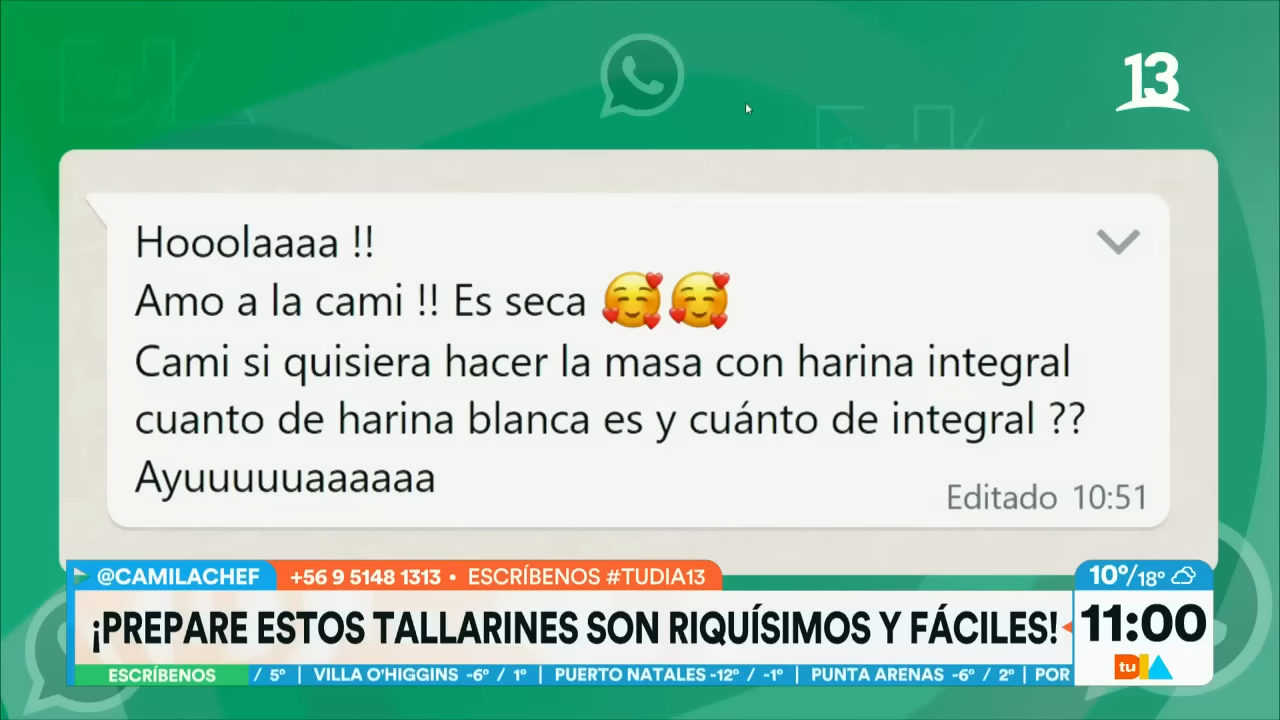 13
Hooolaaaa !!
Amo a la cami !! Es seca 🥰🥰
Cami si quisiera hacer la masa con harina integral
cuanto de harina blanca es y cuánto de integral ??
Ayuuuuuaaaaaa
Editado 10:51
@CAMILACHEF +56 9 5148 1313 • ESCRÍBENOS #TUDIA13
10°/18°
¡PREPARE ESTOS TALLARINES SON RIQUÍSIMOS Y FÁCILES!
11:00
tu DIA
ESCRÍBENOS / 5° | VILLA O'HIGGINS -6° / 1° | PUERTO NATALES -12° / -1° | PUNTA ARENAS -6° / 2° | POR